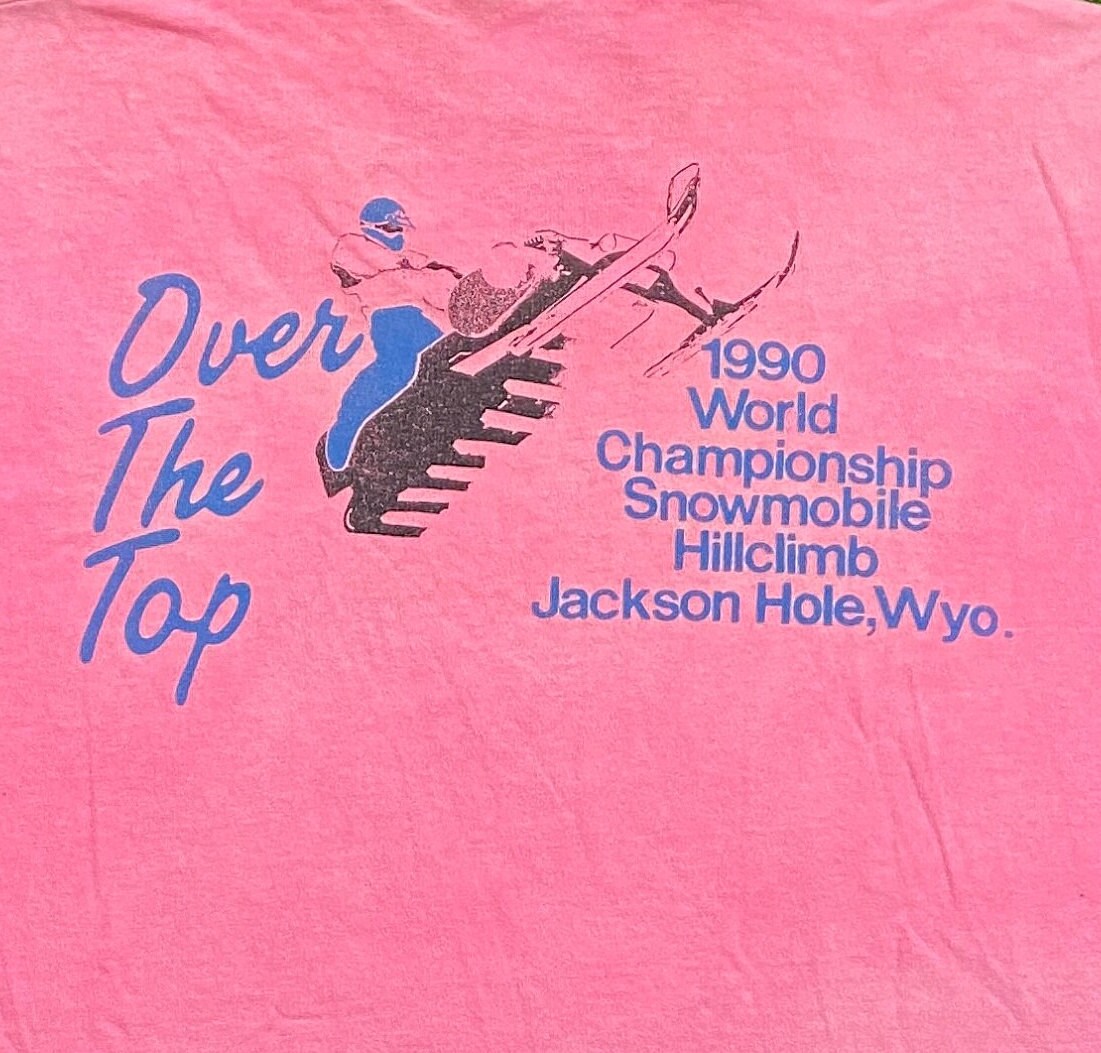 Over
The
Top
1990
World
Championship
Snowmobile
Hillclimb
Jackson Hole,Wyo.